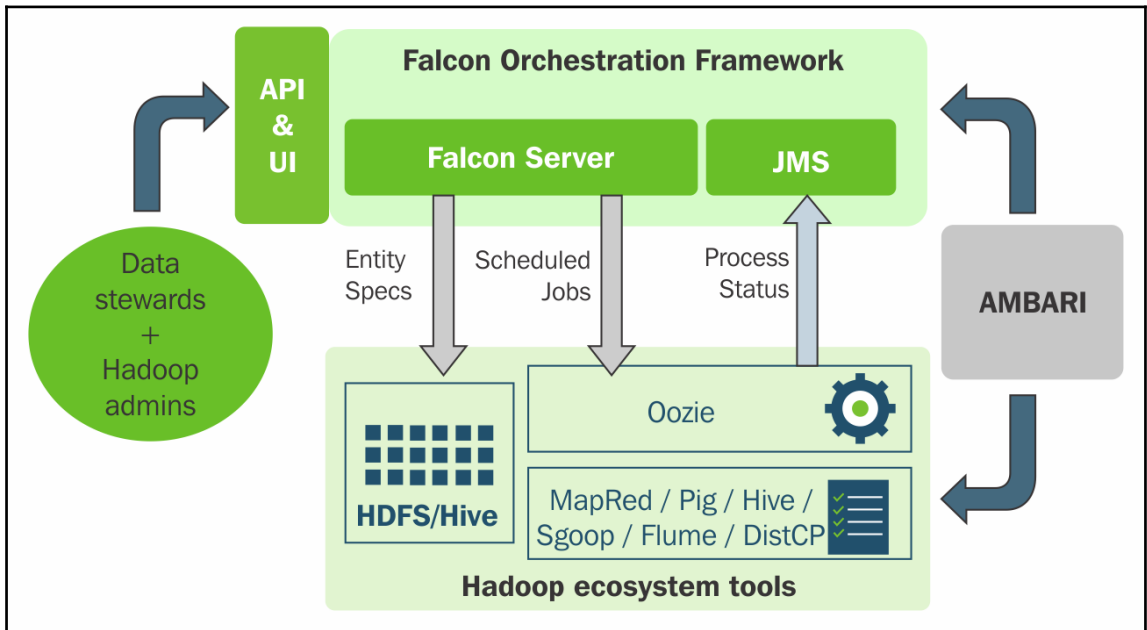 Falcon Orchestration Framework
API
&
UI
Falcon Server
JMS
Data
stewards
+
Hadoop
admins
Entity
Specs
Scheduled
Jobs
Process
Status
AMBARI
HDFS/Hive
Oozie
MapRed / Pig / Hive /
Sgoop / Flume / DistCP
Hadoop ecosystem tools